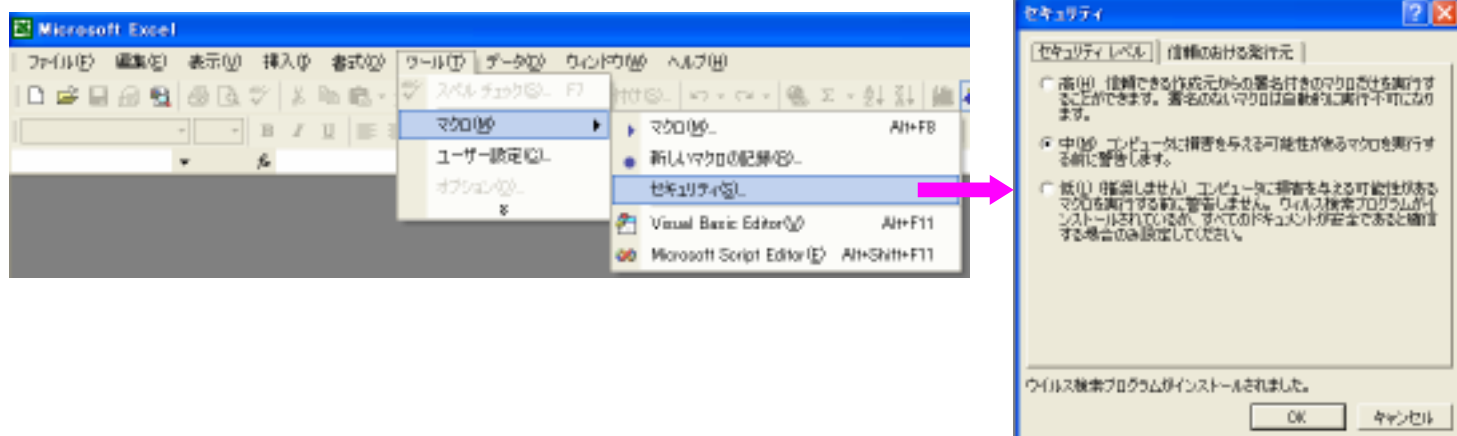 Microsoft Excel
ファイル(F) 編集(E) 表示(V) 挿入(I) 書式(O) ツール(T) データ(D) ウィンドウ(W) ヘルプ(H)
スペル チェック(S)... F7
マクロ(M)
ユーザー設定(C)...
オプション(O)...
マクロ(M)... Alt+F8
新しいマクロの記録(R)...
セキュリティ(S)...
Visual Basic Editor(V) Alt+F11
Microsoft Script Editor(E) Alt+Shift+F11
セキュリティ
セキュリティ レベル 信頼のおける発行元
高(H) 信頼できる作成元からの署名付きのマクロだけを実行す
ることができます。署名のないマクロは自動的に実行不可になり
ます。
中(M) コンピュータに損害を与える可能性があるマクロを実行す
る前に警告します。
低(L) (推奨しません) コンピュータに損害を与える可能性がある
マクロを実行する前に警告しません。ウィルス検索プログラムがイ
ンストールされているか、すべてのドキュメントが安全であると確信
する場合のみ設定してください。
ウイルス検索プログラムがインストールされました。
OK キャンセル